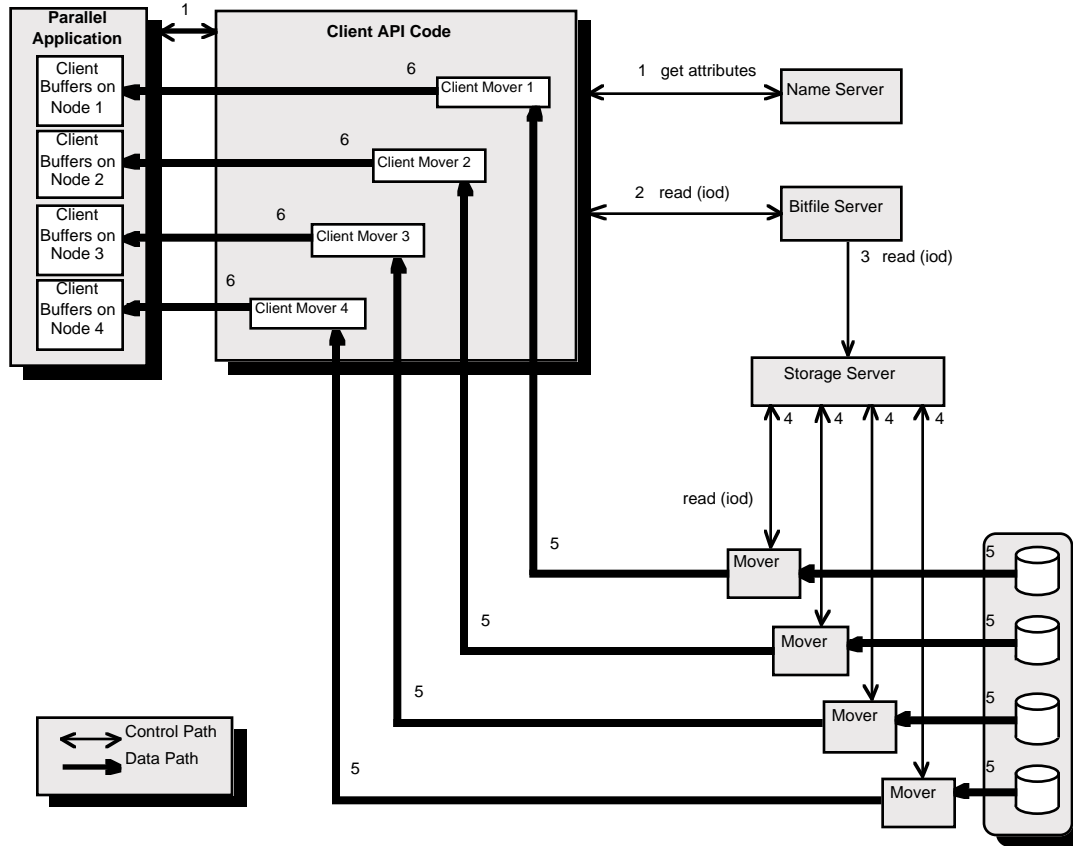 Parallel
Application
1
Client API Code
Client
Buffers on
Node 1
6
Client Mover 1
1 get attributes
Name Server
Client
Buffers on
Node 2
6
Client Mover 2
2 read (iod)
Bitfile Server
Client
Buffers on
Node 3
6
Client Mover 3
3 read (iod)
Client
Buffers on
Node 4
6
Client Mover 4
Storage Server
4
4
4
4
read (iod)
5
Mover
5
5
Mover
5
5
Mover
5
5
Mover
5
Control Path
Data Path